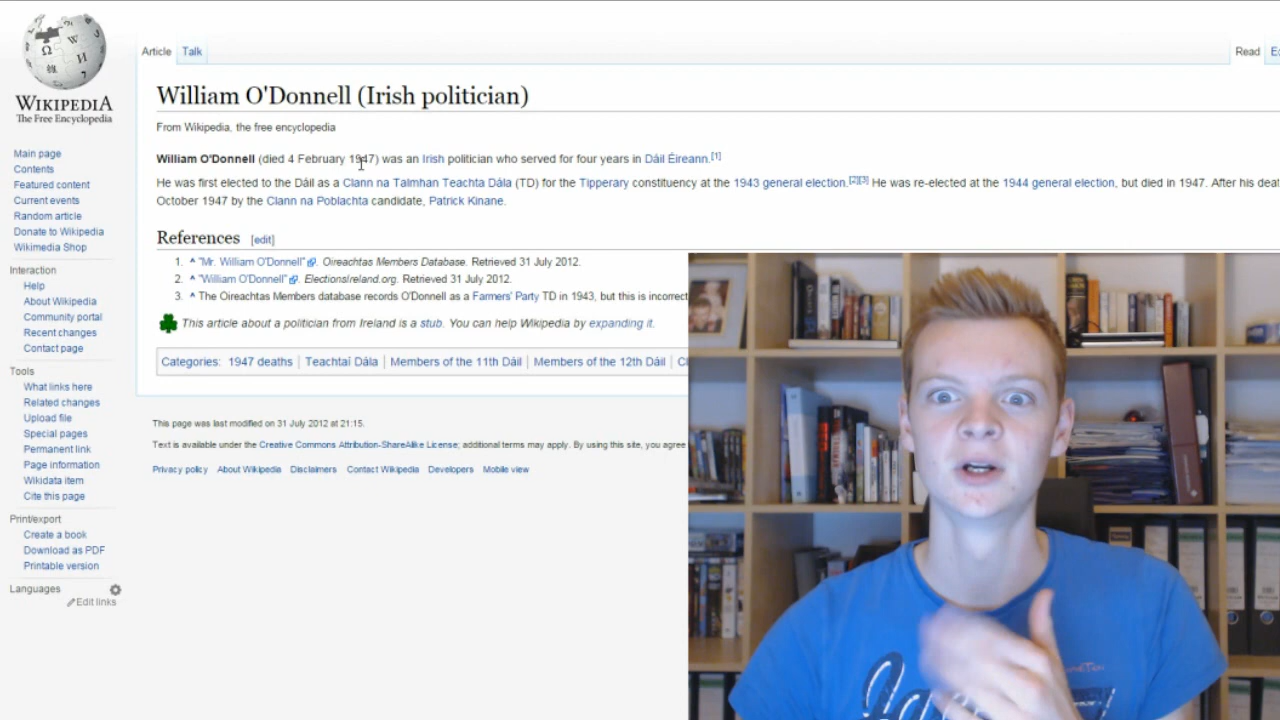 Article Talk
Read
William O'Donnell (Irish politician)
From Wikipedia, the free encyclopedia
William O'Donnell (died 4 February 1947) was an Irish politician who served for four years in Dáil Éireann.[1]
He was first elected to the Dáil as a Clann na Talmhan Teachta Dála (TD) for the Tipperary constituency at the 1943 general election.[2][3] He was re-elected at the 1944 general election, but died in 1947. After his deat
October 1947 by the Clann na Poblachta candidate, Patrick Kinane.
References [edit]
1. ^ "Mr. William O'Donnell". Oireachtas Members Database. Retrieved 31 July 2012.
2. ^ "William O'Donnell". ElectionsIreland.org. Retrieved 31 July 2012.
3. ^ The Oireachtas Members database records O'Donnell as a Farmers' Party TD in 1943, but this is incorrect
This article about a politician from Ireland is a stub. You can help Wikipedia by expanding it.
Categories: 1947 deaths | Teachtaí Dála | Members of the 11th Dáil | Members of the 12th Dáil | Cl
This page was last modified on 31 July 2012 at 21:15.
Text is available under the Creative Commons Attribution-ShareAlike License; additional terms may apply. By using this site, you agree
Privacy policy About Wikipedia Disclaimers Contact Wikipedia Developers Mobile view
WIKIPEDIA
The Free Encyclopedia
Main page
Contents
Featured content
Current events
Random article
Donate to Wikipedia
Wikimedia Shop
Interaction
Help
About Wikipedia
Community portal
Recent changes
Contact page
Tools
What links here
Related changes
Upload file
Special pages
Permanent link
Page information
Wikidata item
Cite this page
Print/export
Create a book
Download as PDF
Printable version
Languages
Edit links